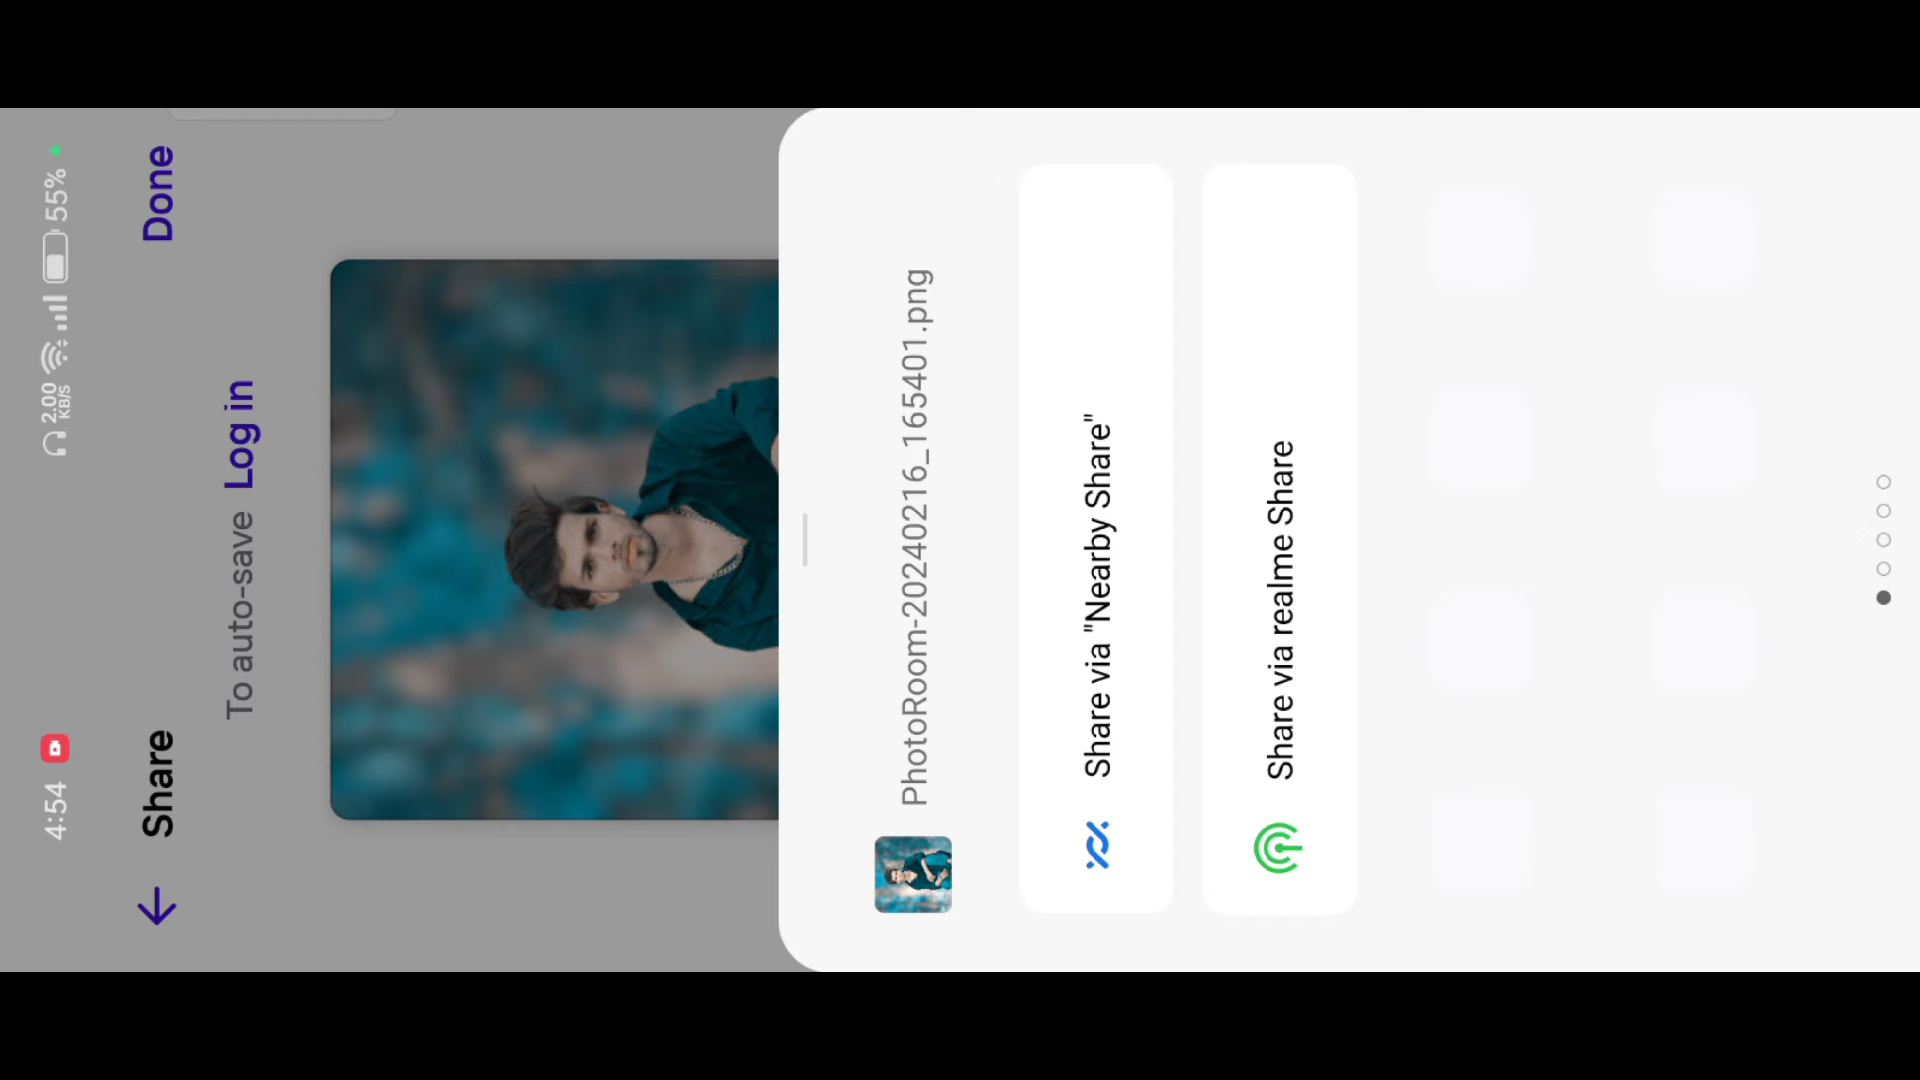 4:54
2.00
KB/S
55%
Share
Done
To auto-save Log in
PhotoRoom-20240216_165401.png
Share via "Nearby Share"
Share via realme Share